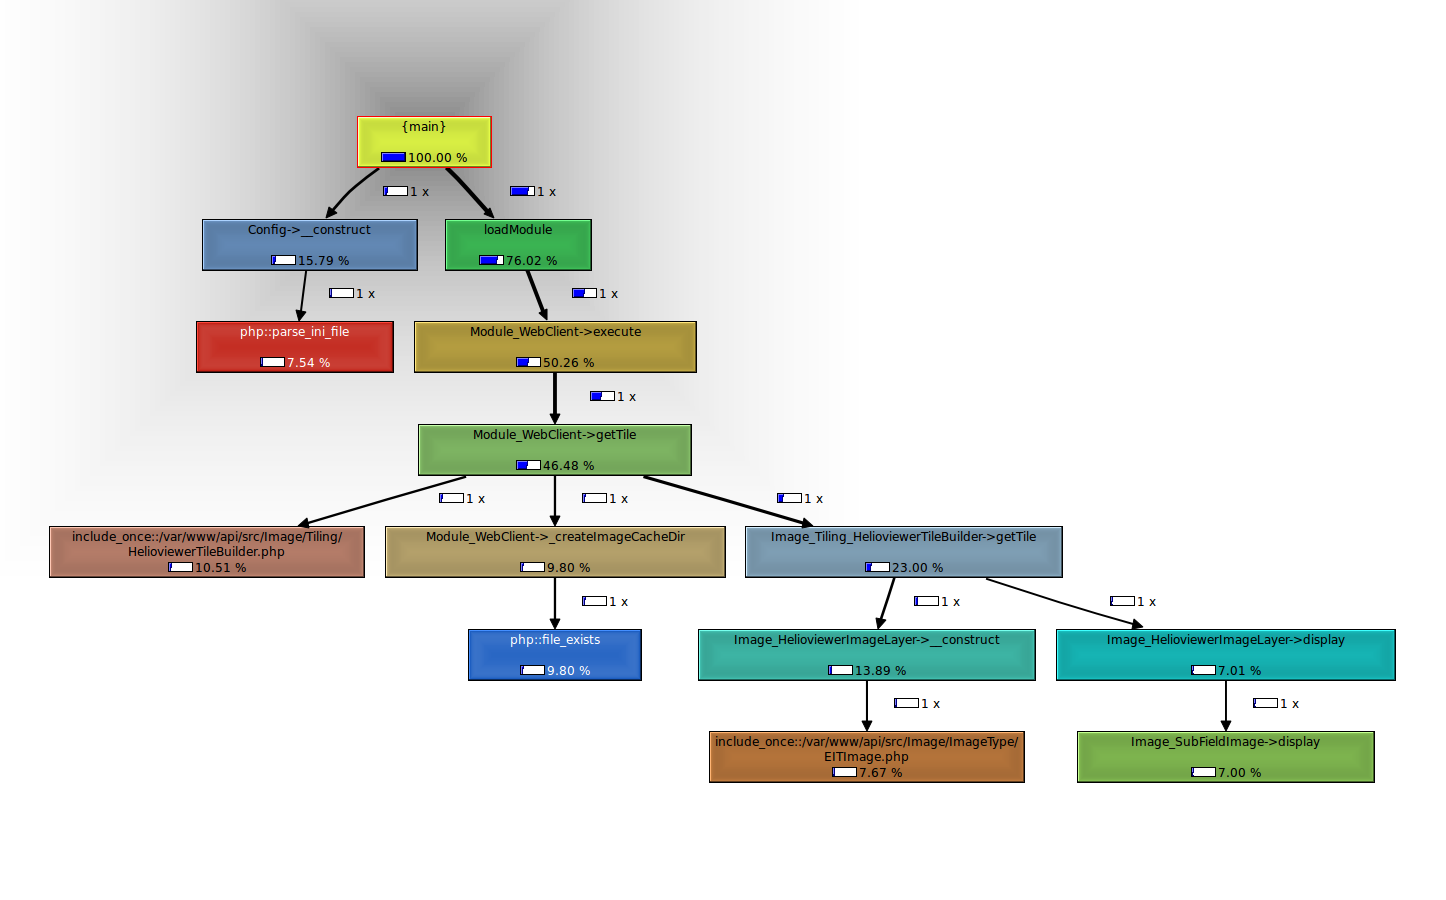 {main}
100.00 %
1 x
1 x
Config->__construct
15.79 %
loadModule
76.02 %
1 x
1 x
php::parse_ini_file
7.54 %
Module_WebClient->execute
50.26 %
1 x
Module_WebClient->getTile
46.48 %
1 x
1 x
1 x
include_once::/var/www/api/src/Image/Tiling/
HelioviewerTileBuilder.php
10.51 %
Module_WebClient->_createImageCacheDir
9.80 %
Image_Tiling_HelioviewerTileBuilder->getTile
23.00 %
1 x
1 x
1 x
php::file_exists
9.80 %
Image_HelioviewerImageLayer->__construct
13.89 %
Image_HelioviewerImageLayer->display
7.01 %
1 x
1 x
include_once::/var/www/api/src/Image/ImageType/
EITImage.php
7.67 %
Image_SubFieldImage->display
7.00 %